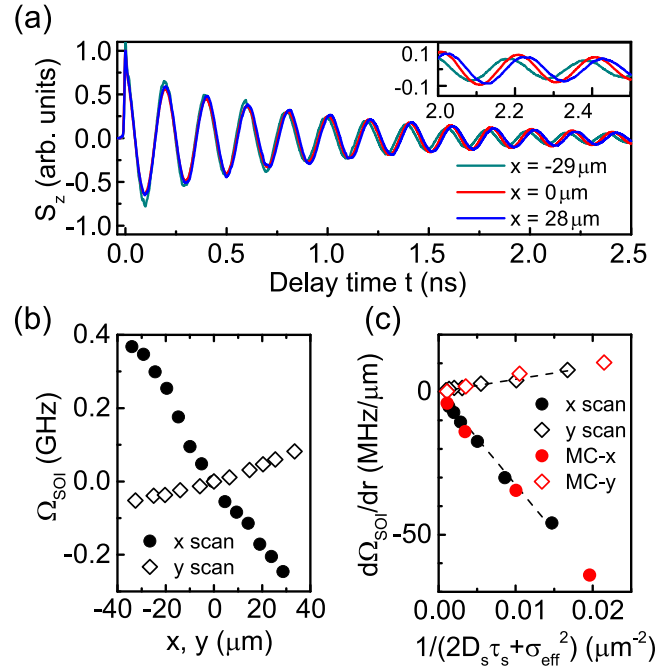 (a)
S_z (arb. units)
1.0
0.5
0.0
-0.5
-1.0
0.1
-0.1
2.0 2.2 2.4
x = -29 μm
x = 0 μm
x = 28 μm
0.0 0.5 1.0 1.5 2.0 2.5
Delay time t (ns)
(b)
Ω_SOI (GHz)
0.4
0.2
0.0
-0.2
x scan
y scan
-40 -20 0 20 40
x, y (μm)
(c)
dΩ_SOI/dr (MHz/μm)
0
-50
x scan
y scan
MC-x
MC-y
0.00 0.01 0.02
1/(2D_sτ_s+σ_eff²) (μm⁻²)